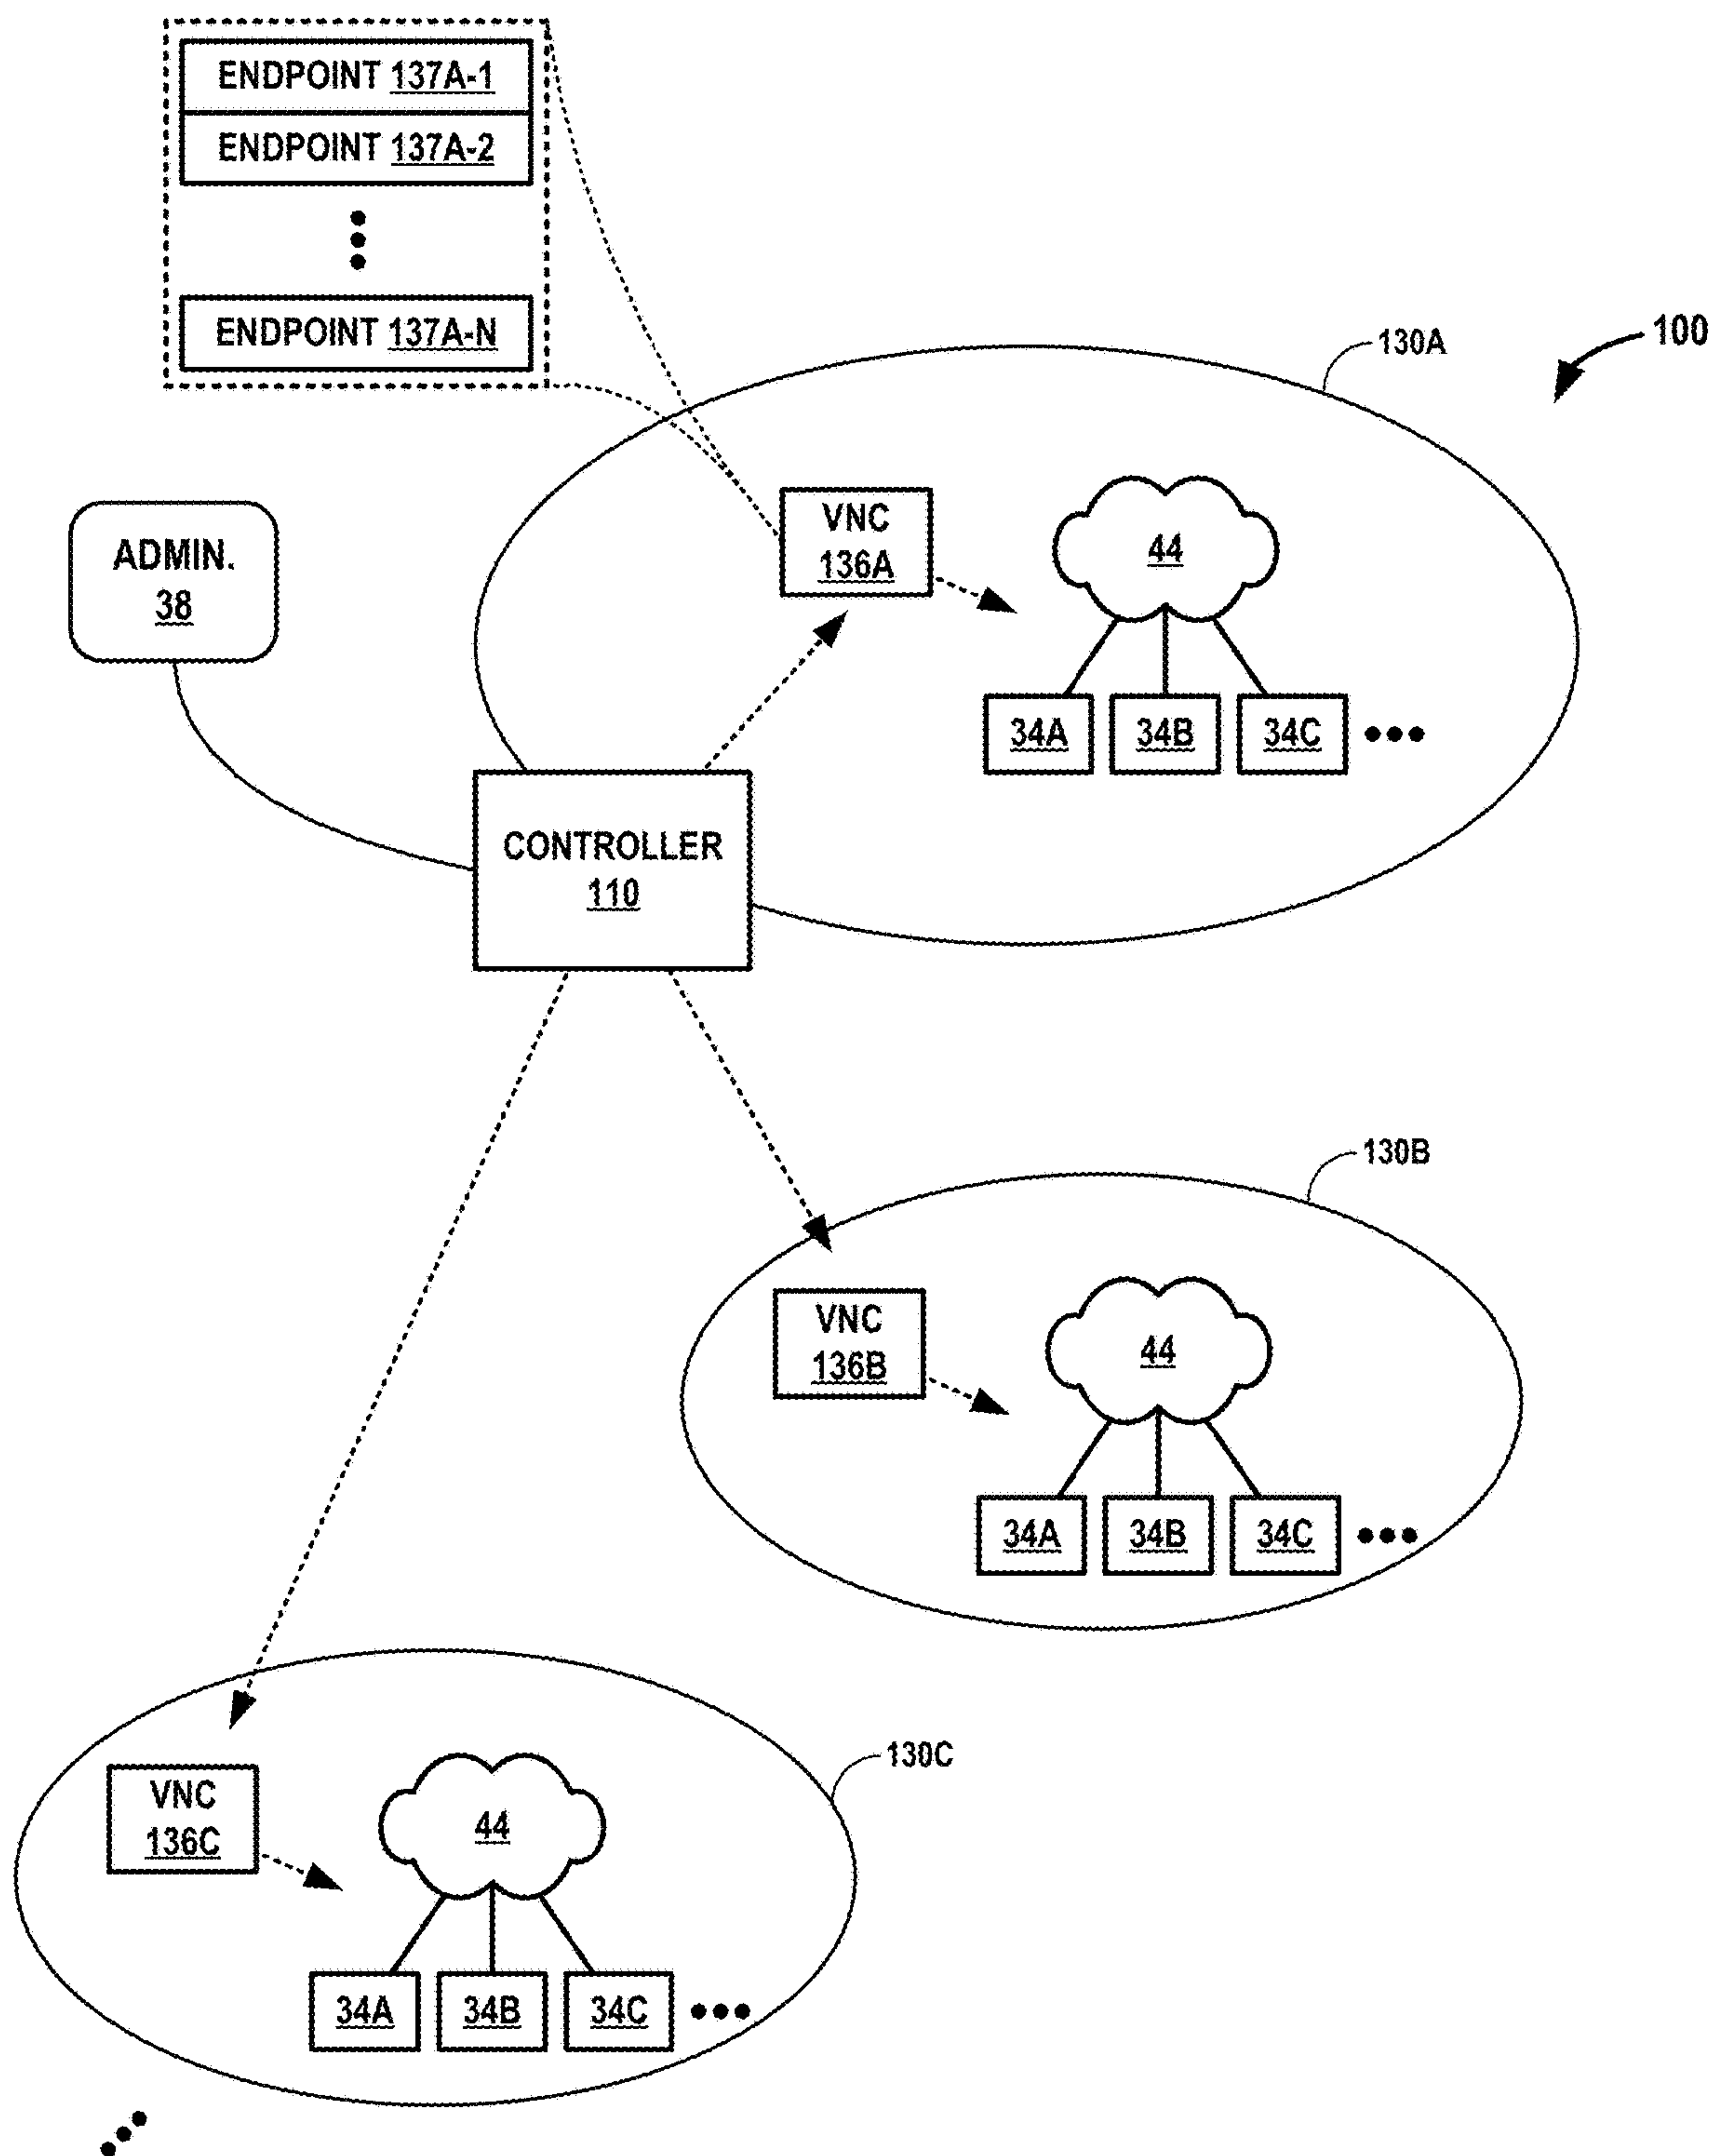 ENDPOINT 137A-1
ENDPOINT 137A-2
ENDPOINT 137A-N
130A
100
VNC
136A
44
ADMIN.
38
34A 34B 34C
CONTROLLER
110
130B
VNC
136B
44
34A 34B 34C
130C
VNC
136C
44
34A 34B 34C